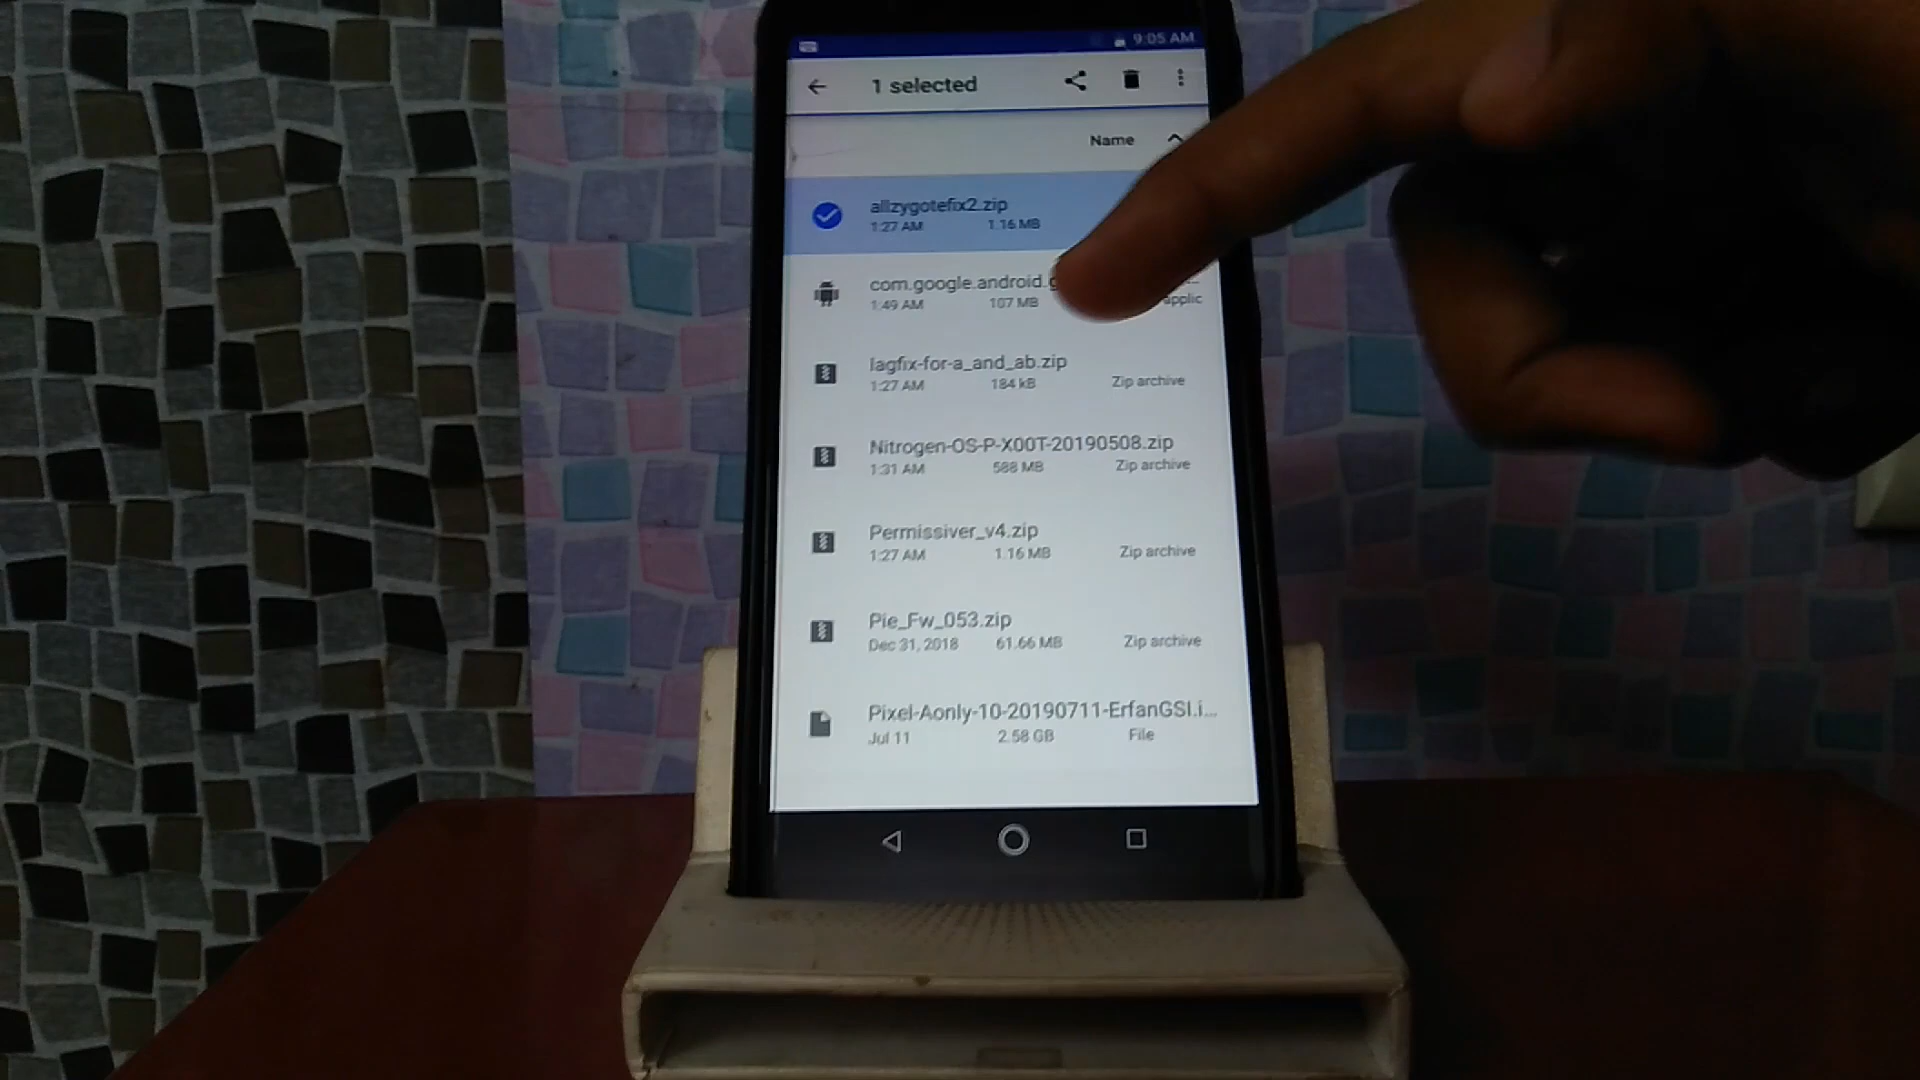 9:05 AM
1 selected
Name
allzygotefix2.zip
1:27 AM 1.16 MB
com.google.android.g ...
1:49 AM 107 MB applic
lagfix-for-a_and_ab.zip
1:27 AM 184 kB Zip archive
Nitrogen-OS-P-X00T-20190508.zip
1:31 AM 588 MB Zip archive
Permissiver_v4.zip
1:27 AM 1.16 MB Zip archive
Pie_Fw_053.zip
Dec 31, 2018 61.66 MB Zip archive
Pixel-Aonly-10-20190711-ErfanGSI.i...
Jul 11 2.58 GB File